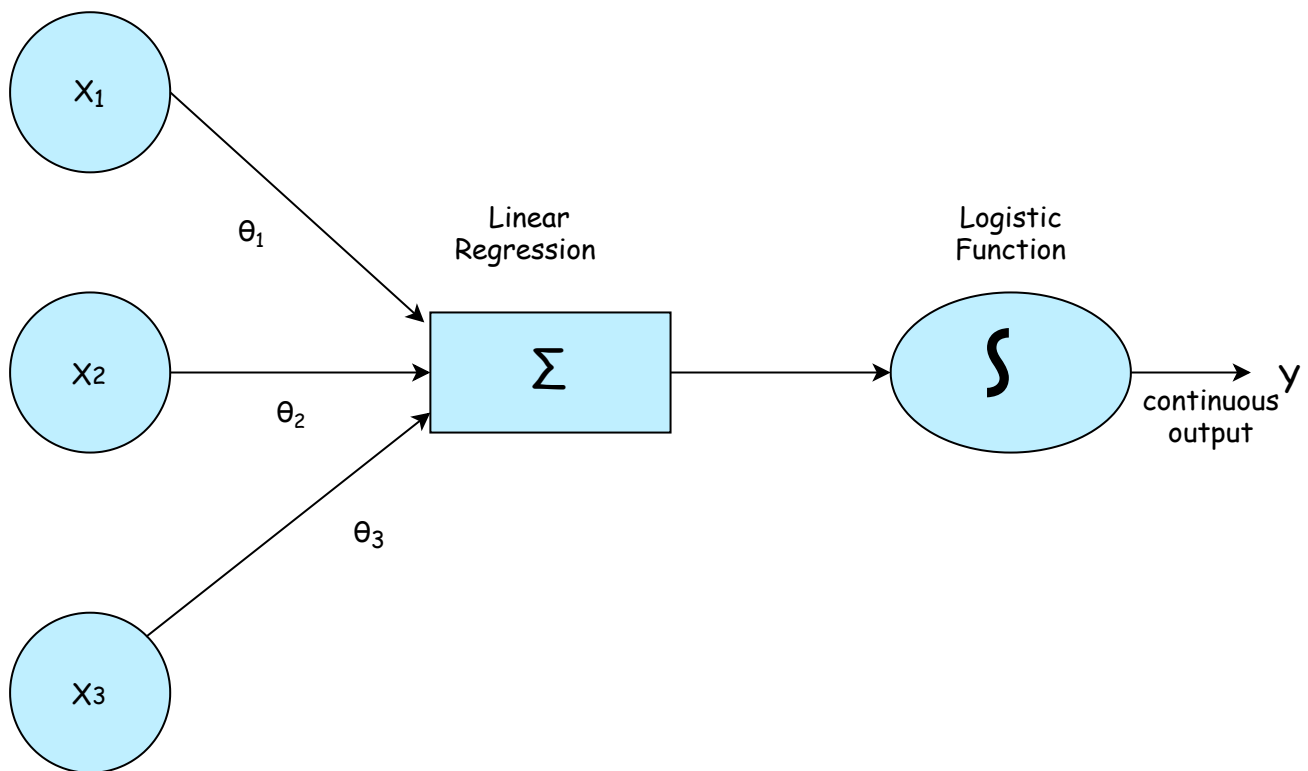 X₁
θ₁
Linear
Regression
Logistic
Function
X2
θ₂
Σ
∫
y
continuous
output
θ₃
X3